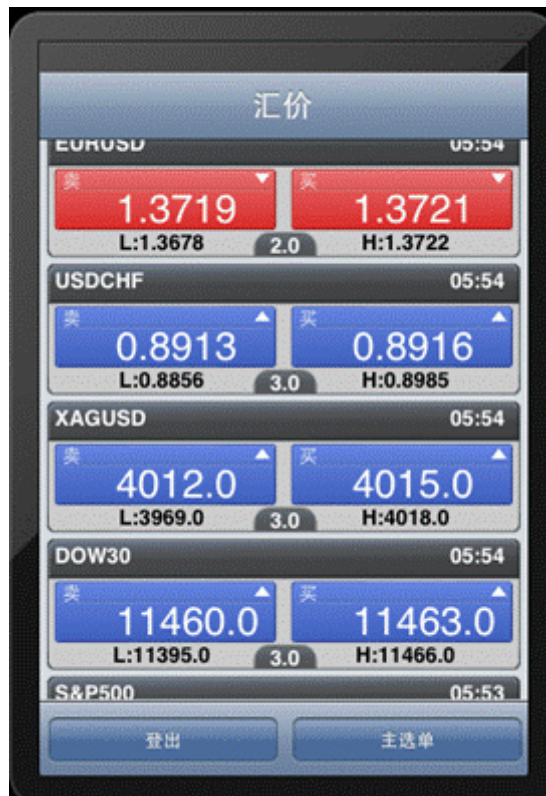 汇价
EURUSD 05:54
卖 买
1.3719 1.3721
L:1.3678 2.0 H:1.3722
USDCHF 05:54
卖 买
0.8913 0.8916
L:0.8856 3.0 H:0.8985
XAGUSD 05:54
卖 买
4012.0 4015.0
L:3969.0 3.0 H:4018.0
DOW30 05:54
卖 买
11460.0 11463.0
L:11395.0 3.0 H:11466.0
S&P500 05:53
登出 主选单